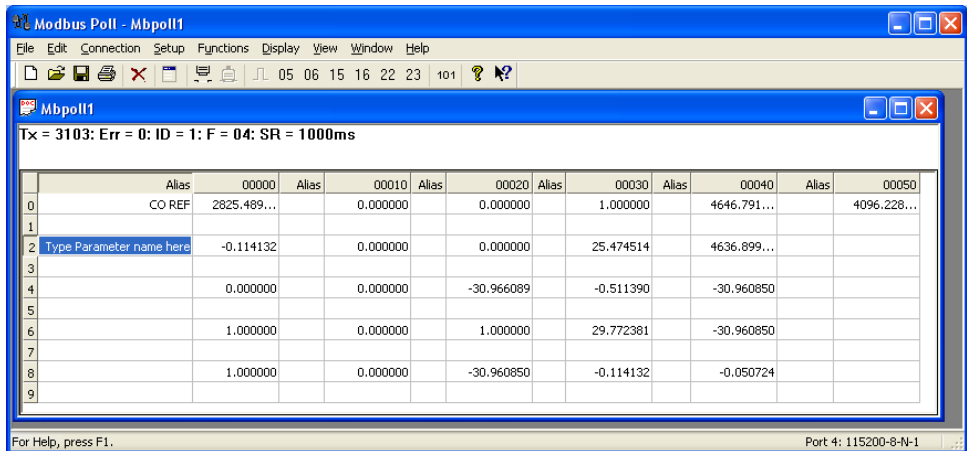 Modbus Poll - Mbpoll1
File Edit Connection Setup Functions Display View Window Help
05 06 15 16 22 23 101
Mbpoll1
Tx = 3103: Err = 0: ID = 1: F = 04: SR = 1000ms
Alias 00000 Alias 00010 Alias 00020 Alias 00030 Alias 00040 Alias 00050
0 CO REF 2825.489... 0.000000 0.000000 1.000000 4646.791... 4096.228...
1
2 Type Parameter name here -0.114132 0.000000 0.000000 25.474514 4636.899...
3
4 0.000000 0.000000 -30.966089 -0.511390 -30.960850
5
6 1.000000 0.000000 1.000000 29.772381 -30.960850
7
8 1.000000 0.000000 -30.960850 -0.114132 -0.050724
9
For Help, press F1. Port 4: 115200-8-N-1